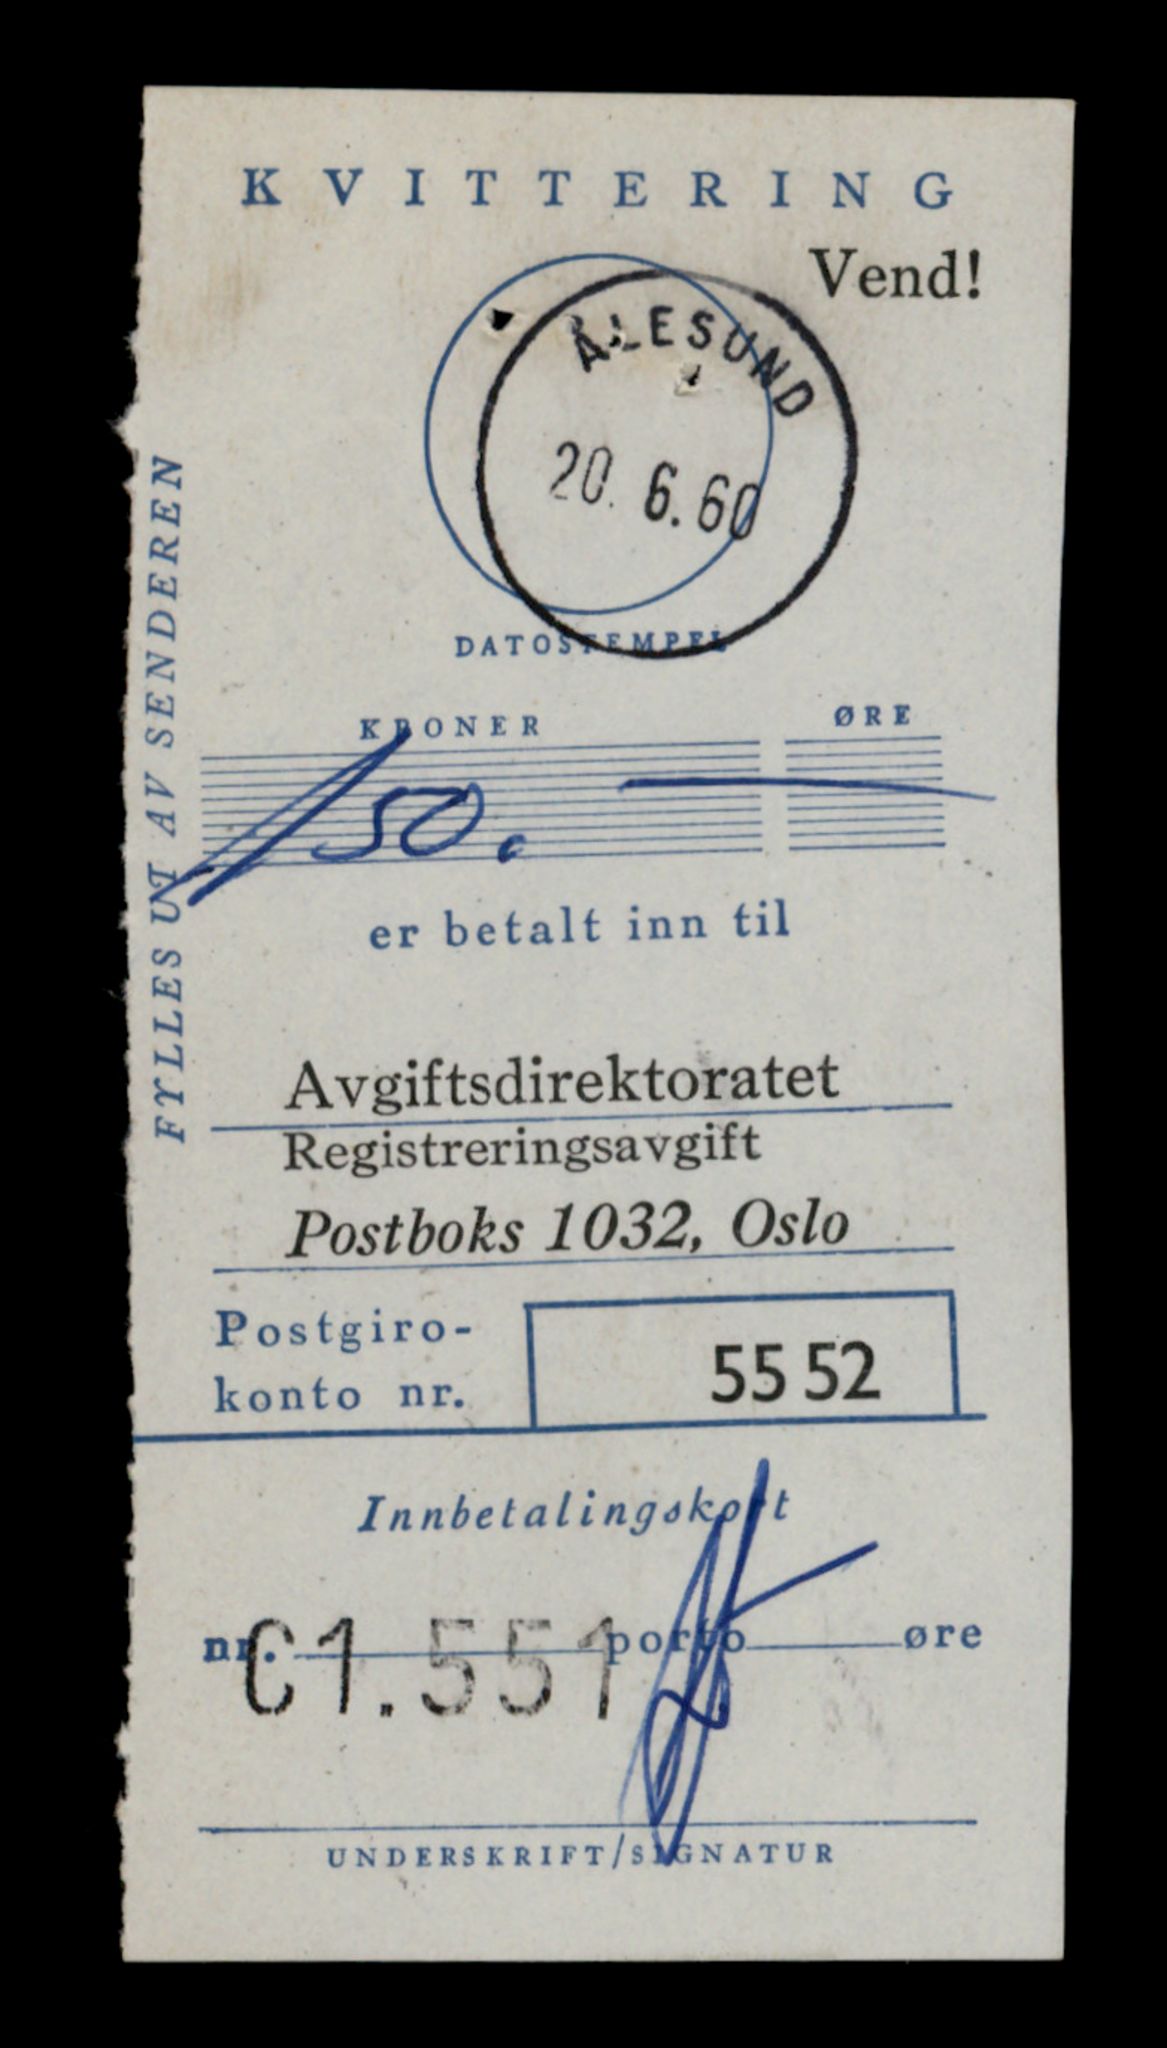 KVITTERING
Vend!
ÅLESUND
20. 6. 60
DATOSTEMPEL
FYLLES UT AV SENDEREN
KRONER ØRE
50. —
er betalt inn til
Avgiftsdirektoratet
Registreringsavgift
Postboks 1032, Oslo
Postgiro-
konto nr. 55 52
Innbetalingskort
nr. C1.551 porto øre
UNDERSKRIFT/SIGNATUR